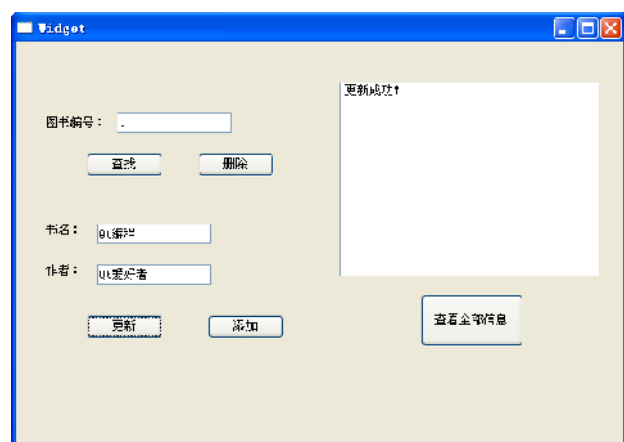 Widget
更新成功!
图书编号：
查找
删除
书名：
Qt编程
作者：
Qt爱好者
更新
添加
查看全部信息